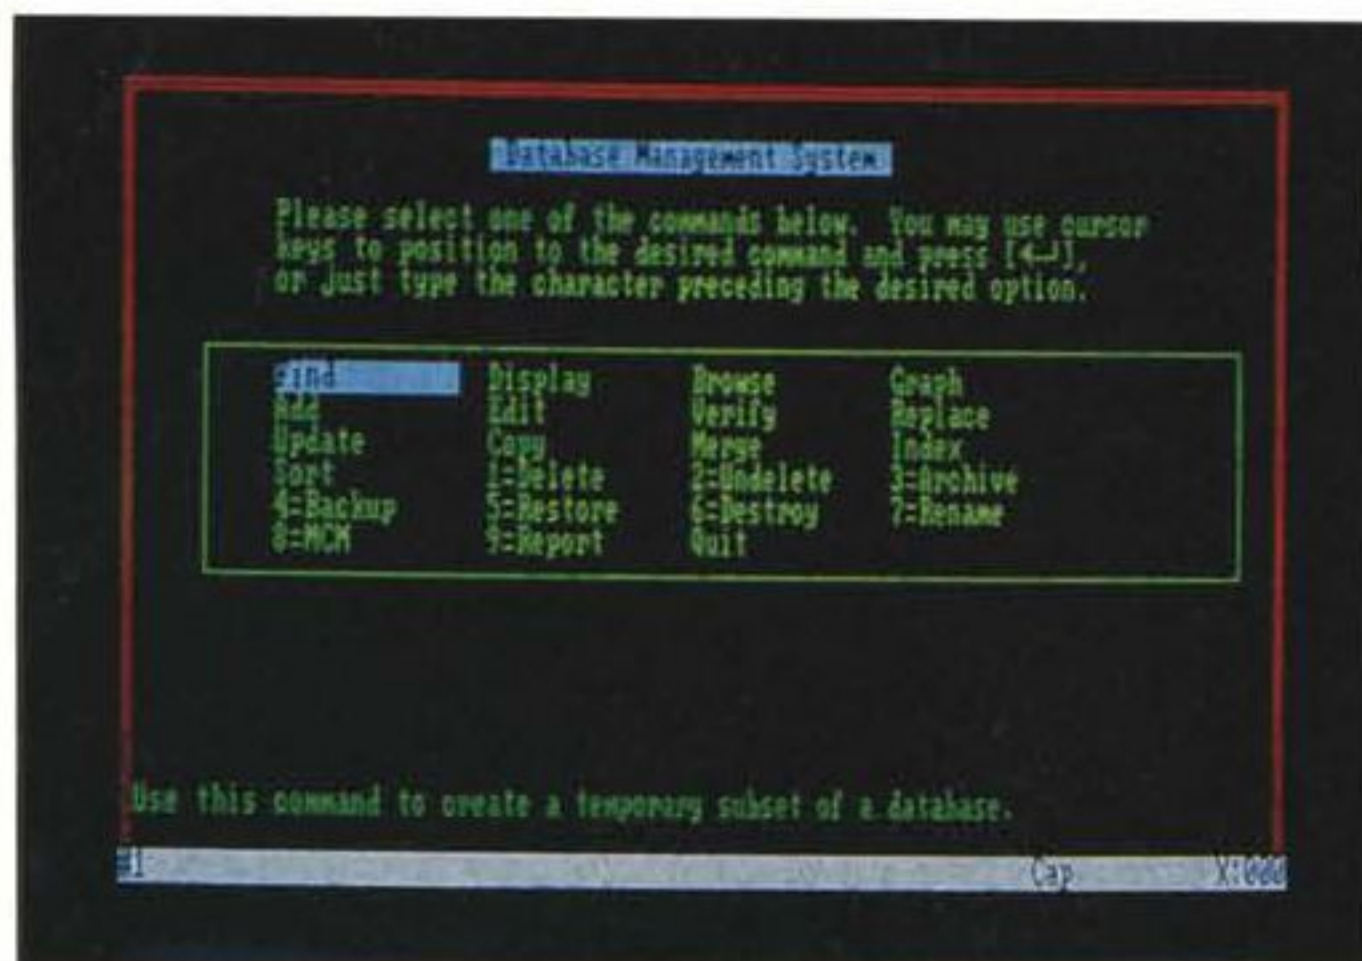 Database Management System
Please select one of the commands below. You may use cursor
keys to position to the desired command and press [←┘],
or just type the character preceding the desired option.
Find Display Browse Graph
Add Edit Verify Replace
Update Copy Merge Index
Sort 1=Delete 2=Undelete 3=Archive
4=Backup 5=Restore 6=Destroy 7=Rename
8=MCM 9=Report Quit
Use this command to create a temporary subset of a database.
#1 Cap X:000